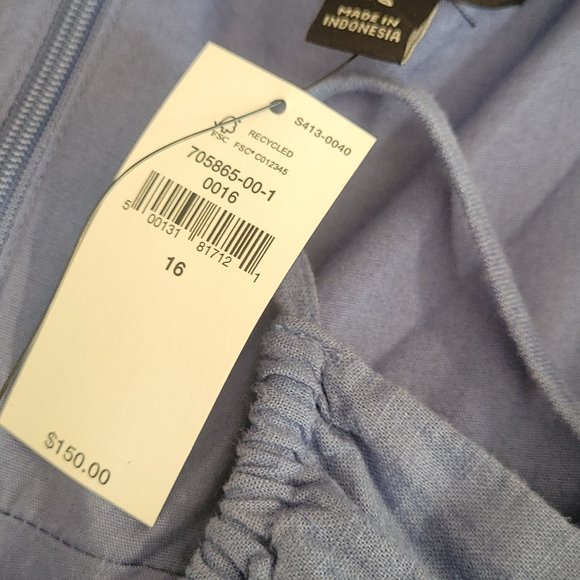 MADE IN
INDONESIA
S413-0040
RECYCLED
FSC FSC® C012345
705865-00-1
0016
5 00131 81712 1
16
$150.00